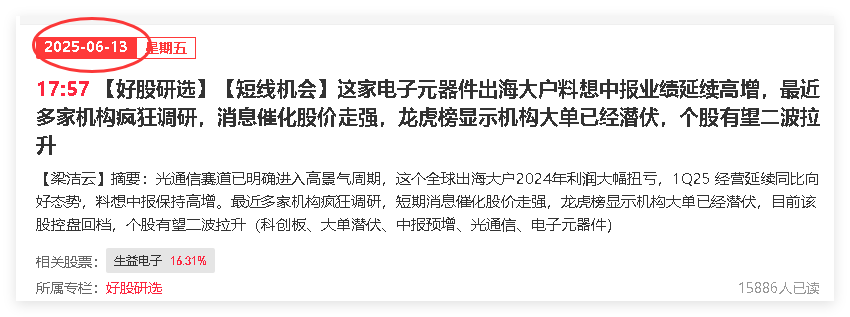 2025-06-13 星期五
17:57 【好股研选】【短线机会】这家电子元器件出海大户料想中报业绩延续高增，最近
多家机构疯狂调研，消息催化股价走强，龙虎榜显示机构大单已经潜伏，个股有望二波拉
升
【梁洁云】摘要：光通信赛道已明确进入高景气周期，这个全球出海大户2024年利润大幅扭亏，1Q25 经营延续同比向
好态势，料想中报保持高增。最近多家机构疯狂调研，短期消息催化股价走强，龙虎榜显示机构大单已经潜伏，目前该
股控盘回档，个股有望二波拉升（科创板、大单潜伏、中报预增、光通信、电子元器件）
相关股票： 生益电子 16.31%
所属专栏：好股研选 15886人已读